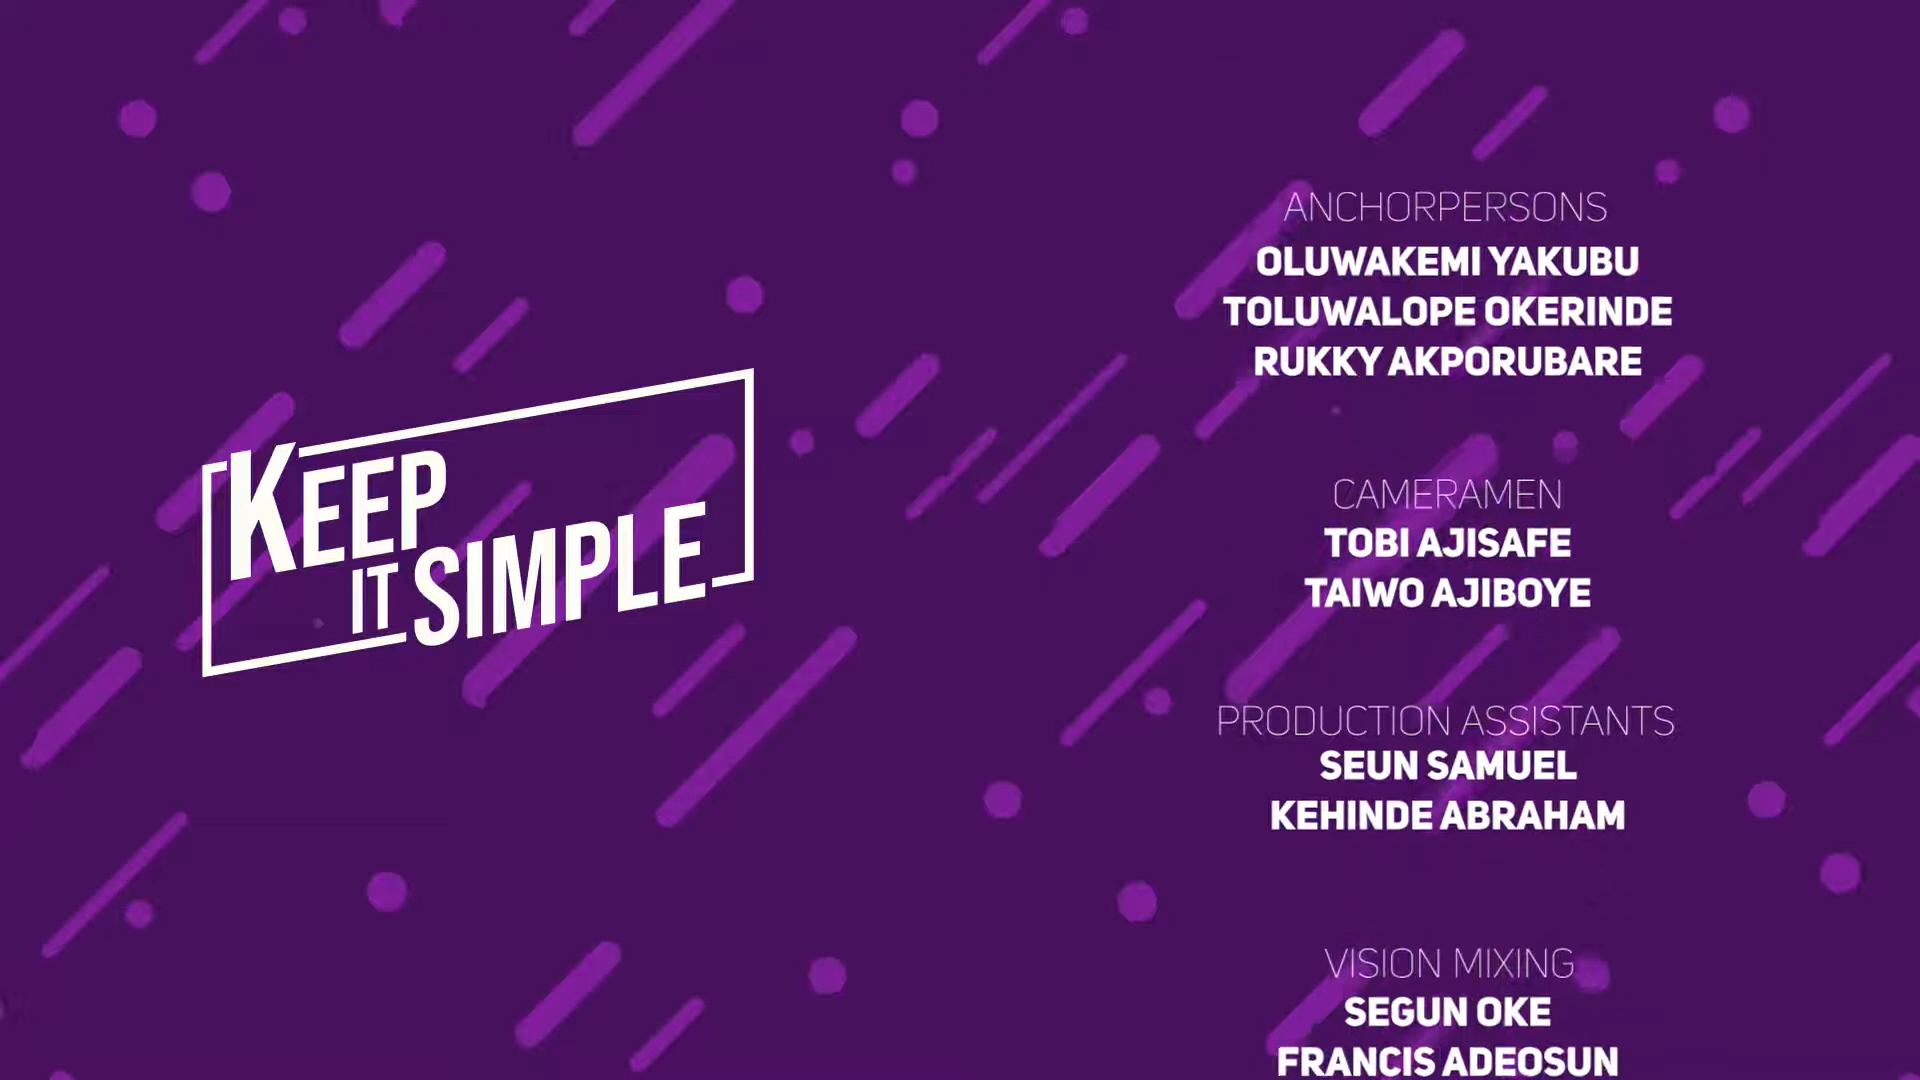 KEEP
IT SIMPLE
ANCHORPERSONS
OLUWAKEMI YAKUBU
TOLUWALOPE OKERINDE
RUKKY AKPORUBARE
CAMERAMEN
TOBI AJISAFE
TAIWO AJIBOYE
PRODUCTION ASSISTANTS
SEUN SAMUEL
KEHINDE ABRAHAM
VISION MIXING
SEGUN OKE
FRANCIS ADEOSUN